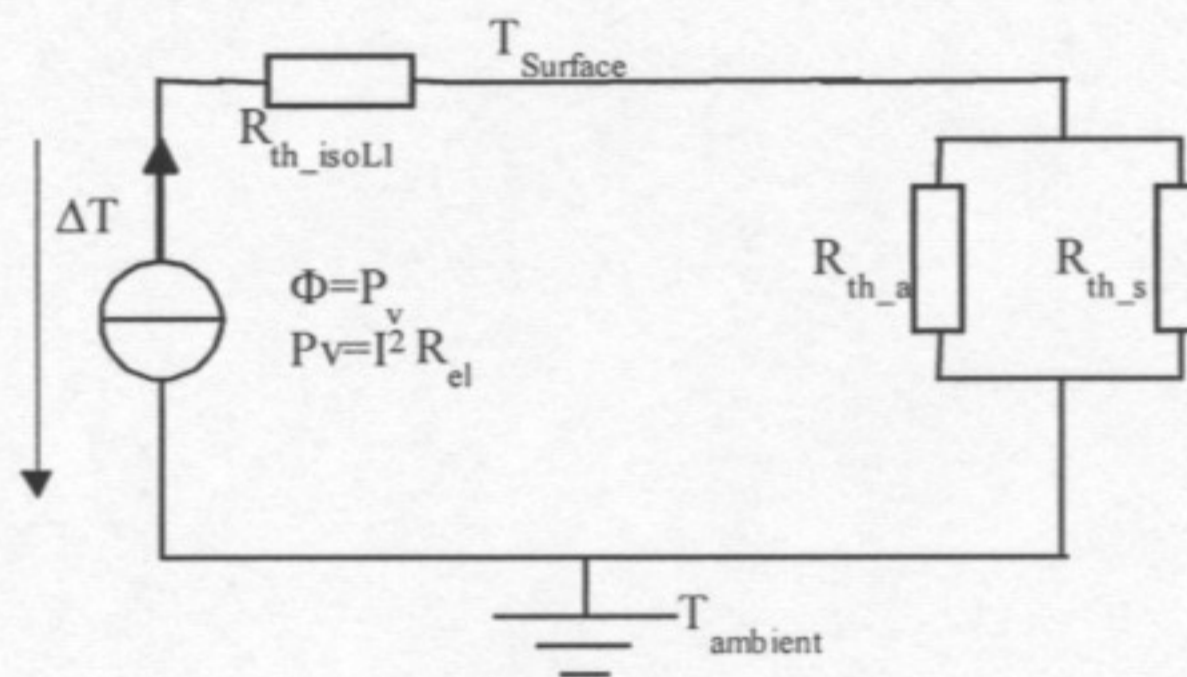 T_Surface
R_th_isoL1
ΔT
Φ=P_v
Pv=I² R_el
R_th_a
R_th_s
T_ambient